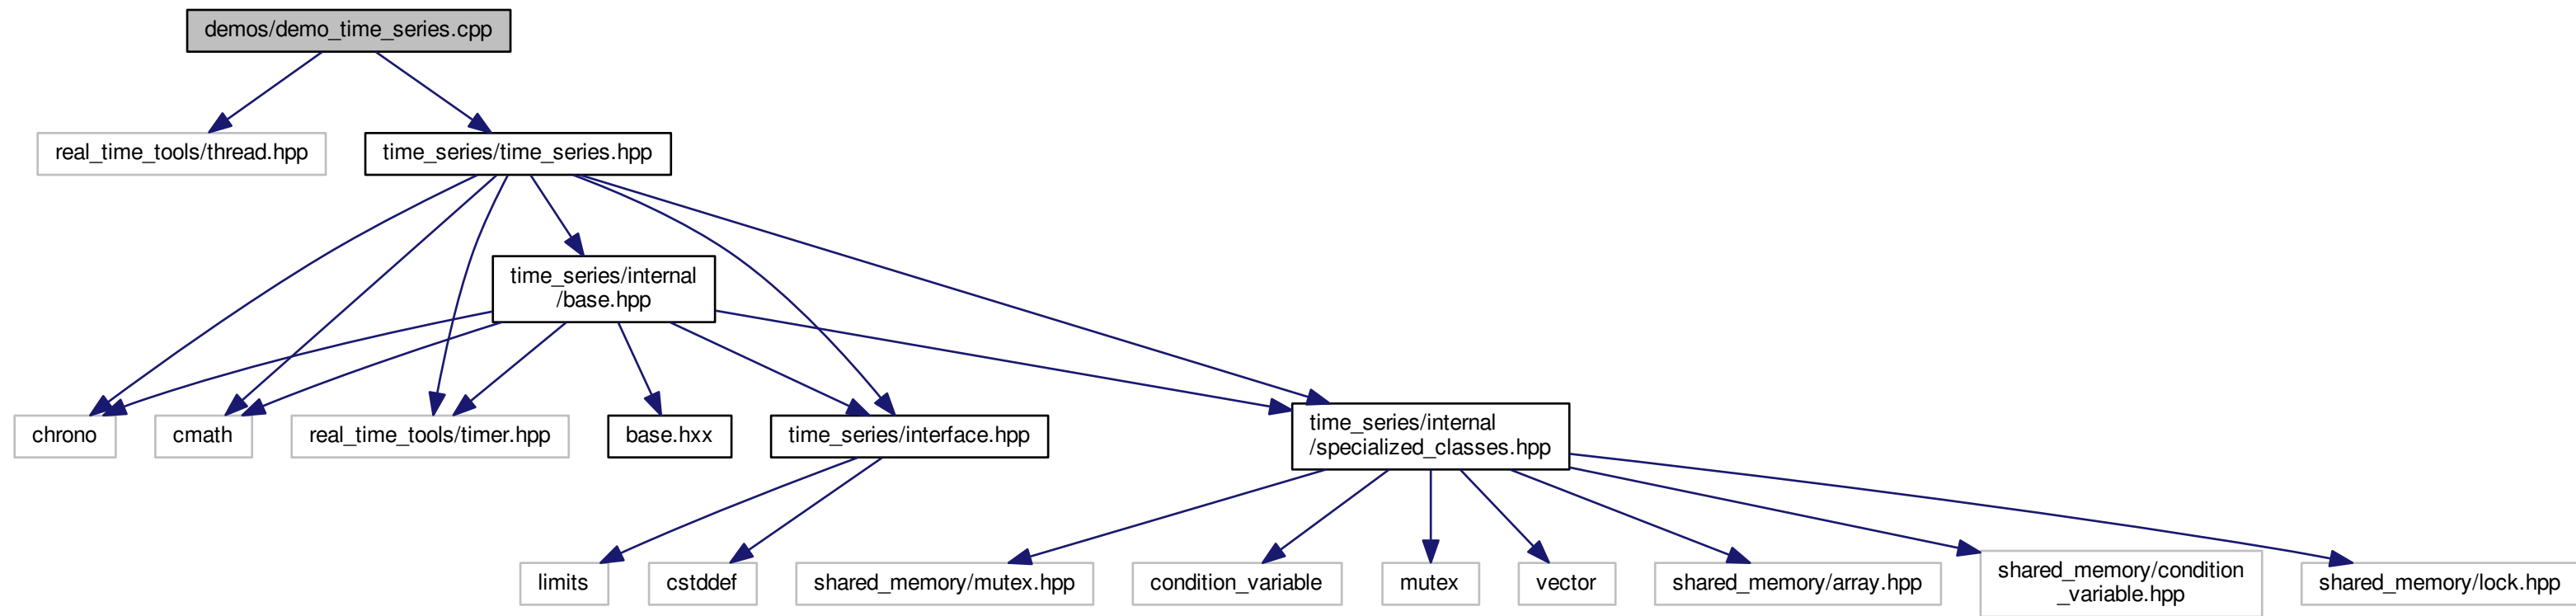 demos/demo_time_series.cpp
real_time_tools/thread.hpp
time_series/time_series.hpp
time_series/internal
/base.hpp
chrono
cmath
real_time_tools/timer.hpp
base.hxx
time_series/interface.hpp
time_series/internal
/specialized_classes.hpp
limits
cstddef
shared_memory/mutex.hpp
condition_variable
mutex
vector
shared_memory/array.hpp
shared_memory/condition
_variable.hpp
shared_memory/lock.hpp